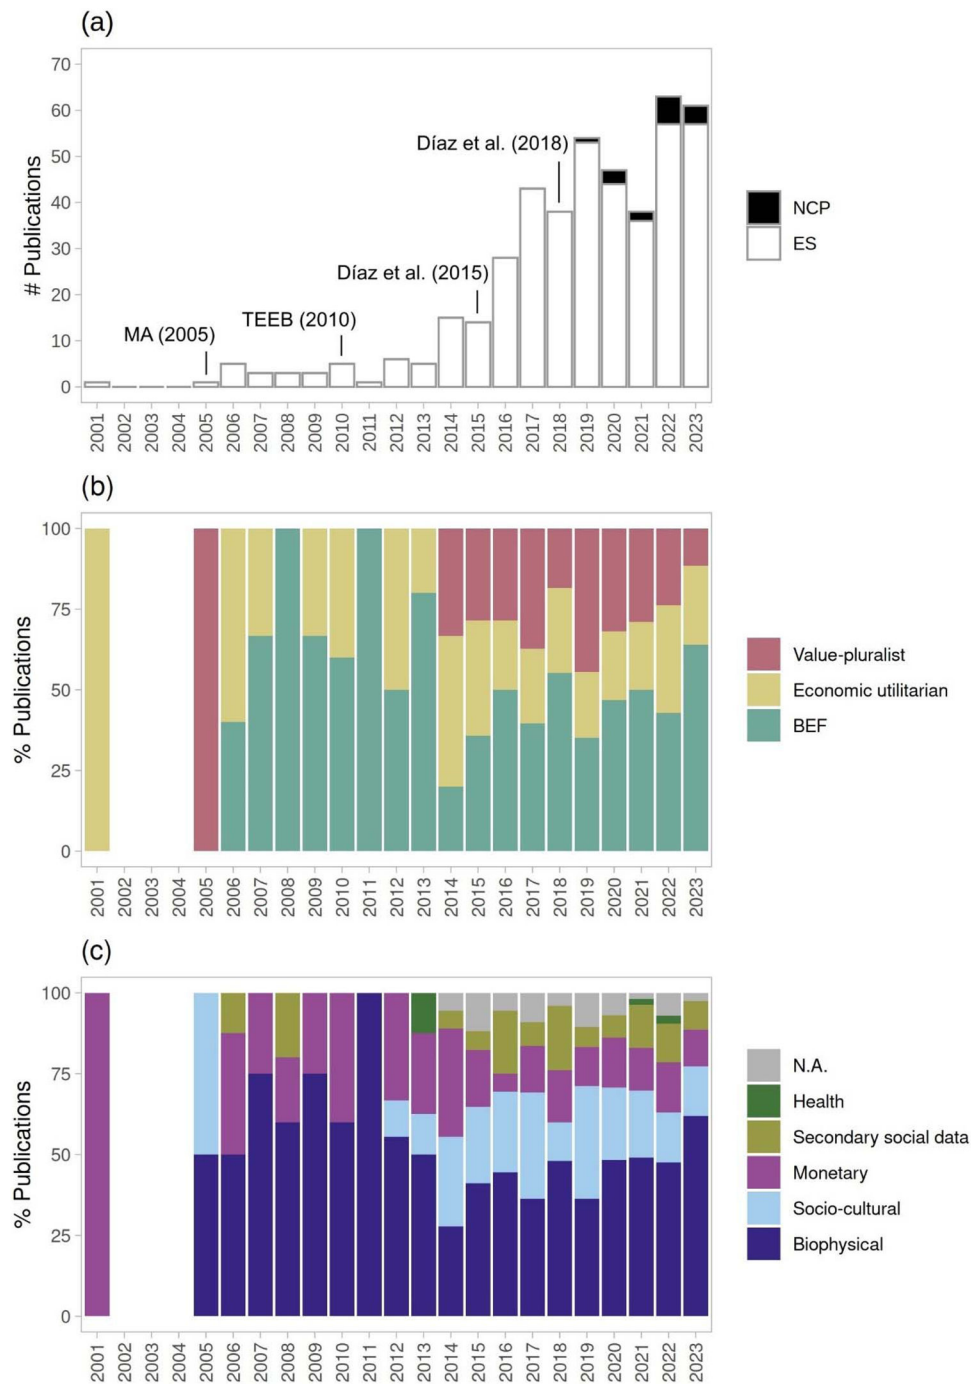 (a)
# Publications
70
60
50
40
30
20
10
0
MA (2005)
TEEB (2010)
Díaz et al. (2015)
Díaz et al. (2018)
2001 2002 2003 2004 2005 2006 2007 2008 2009 2010 2011 2012 2013 2014 2015 2016 2017 2018 2019 2020 2021 2022 2023
NCP
ES
(b)
% Publications
100
75
50
25
0
2001 2002 2003 2004 2005 2006 2007 2008 2009 2010 2011 2012 2013 2014 2015 2016 2017 2018 2019 2020 2021 2022 2023
Value-pluralist
Economic utilitarian
BEF
(c)
% Publications
100
75
50
25
0
2001 2002 2003 2004 2005 2006 2007 2008 2009 2010 2011 2012 2013 2014 2015 2016 2017 2018 2019 2020 2021 2022 2023
N.A.
Health
Secondary social data
Monetary
Socio-cultural
Biophysical